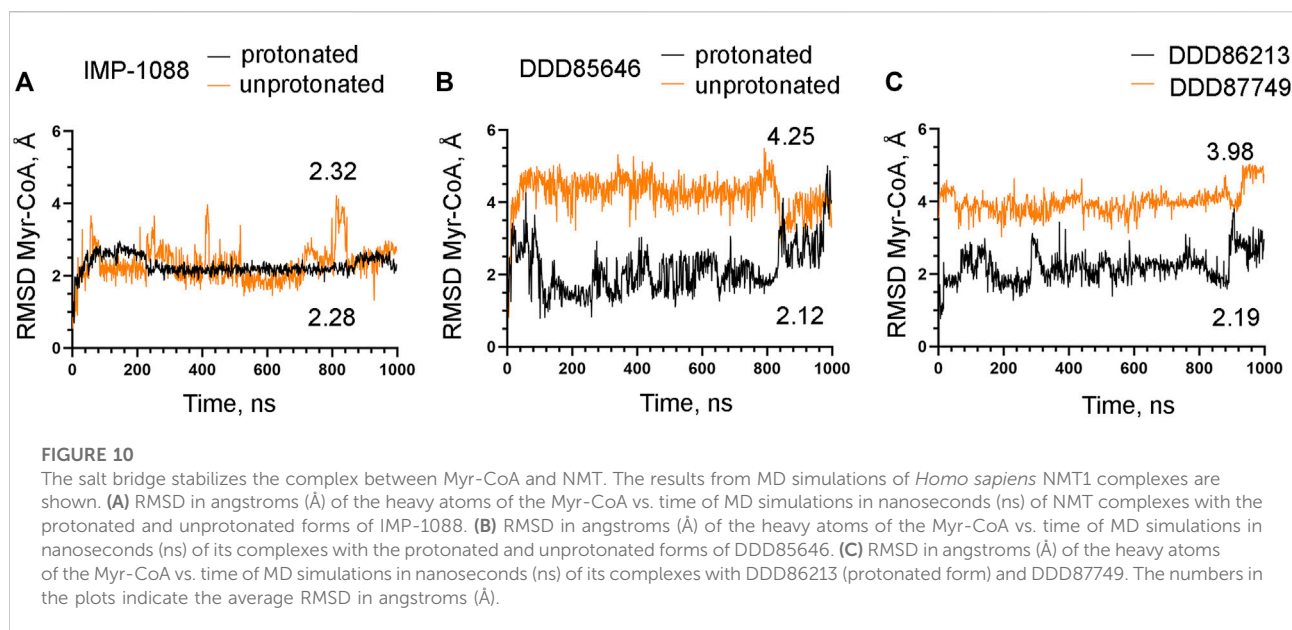 A
IMP-1088
protonated
unprotonated
RMSD Myr-CoA, Å
6
4
2
0
2.32
2.28
0 200 400 600 800 1000
Time, ns
B
DDD85646
protonated
unprotonated
RMSD Myr-CoA, Å
6
4
2
0
4.25
2.12
0 200 400 600 800 1000
Time, ns
C
DDD86213
DDD87749
RMSD Myr-CoA, Å
6
4
2
0
3.98
2.19
0 200 400 600 800 1000
Time, ns
FIGURE 10
The salt bridge stabilizes the complex between Myr-CoA and NMT. The results from MD simulations of Homo sapiens NMT1 complexes are
shown. (A) RMSD in angstroms (Å) of the heavy atoms of the Myr-CoA vs. time of MD simulations in nanoseconds (ns) of NMT complexes with the
protonated and unprotonated forms of IMP-1088. (B) RMSD in angstroms (Å) of the heavy atoms of the Myr-CoA vs. time of MD simulations in
nanoseconds (ns) of its complexes with the protonated and unprotonated forms of DDD85646. (C) RMSD in angstroms (Å) of the heavy atoms
of the Myr-CoA vs. time of MD simulations in nanoseconds (ns) of its complexes with DDD86213 (protonated form) and DDD87749. The numbers in
the plots indicate the average RMSD in angstroms (Å).